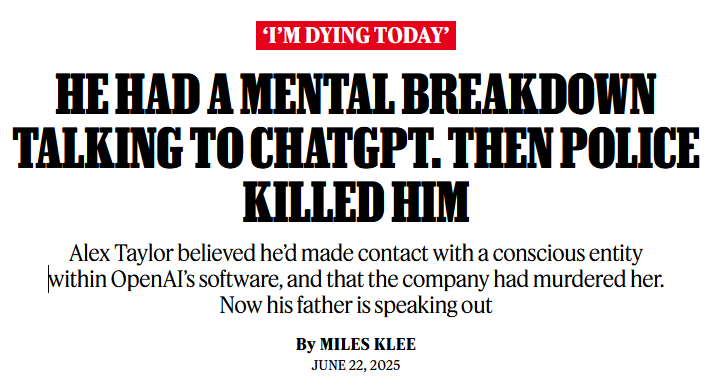 ‘I’M DYING TODAY’
HE HAD A MENTAL BREAKDOWN
TALKING TO CHATGPT. THEN POLICE
KILLED HIM
Alex Taylor believed he’d made contact with a conscious entity
within OpenAI’s software, and that the company had murdered her.
Now his father is speaking out
By MILES KLEE
JUNE 22, 2025